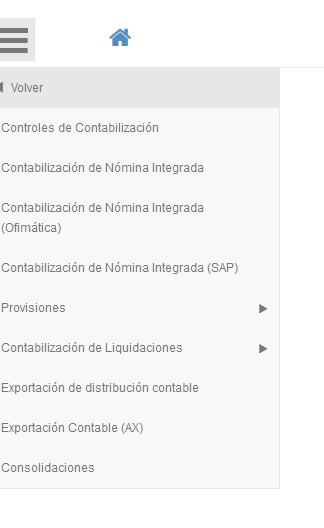 Volver
Controles de Contabilización
Contabilización de Nómina Integrada
Contabilización de Nómina Integrada
(Ofimática)
Contabilización de Nómina Integrada (SAP)
Provisiones
Contabilización de Liquidaciones
Exportación de distribución contable
Exportación Contable (AX)
Consolidaciones